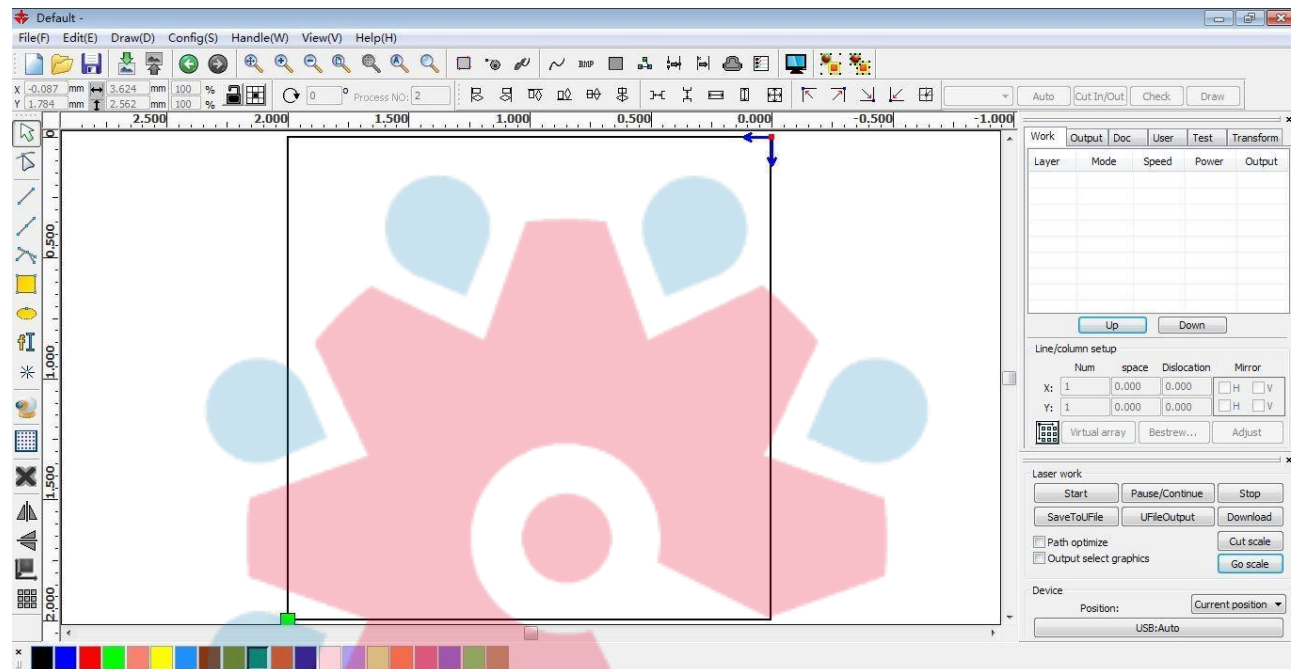 Default -
File(F) Edit(E) Draw(D) Config(S) Handle(W) View(V) Help(H)
BMP
X -0.087 mm 3.624 mm 100 %
Y 1.784 mm 2.562 mm 100 %
0 ° Process NO: 2
Auto Cut In/Out Check Draw
2.500 2.000 1.500 1.000 0.500 0.000 -0.500 -1.000
0
0.500
1.000
1.500
2.000
Work Output Doc User Test Transform
Layer Mode Speed Power Output
Up Down
Line/column setup
Num space Dislocation Mirror
X: 1 0.000 0.000 H V
Y: 1 0.000 0.000 H V
Virtual array Bestrew... Adjust
Laser work
Start Pause/Continue Stop
SaveToUFile UFileOutput Download
Path optimize Cut scale
Output select graphics Go scale
Device
Position: Current position
USB:Auto